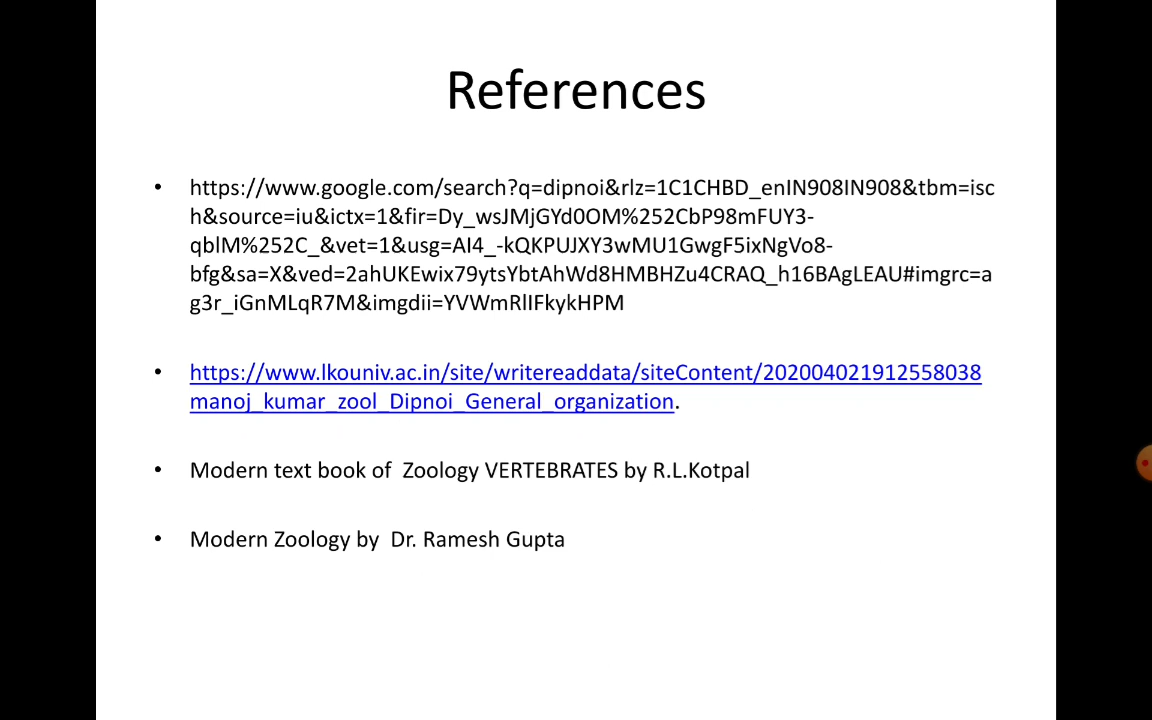 References
• https://www.google.com/search?q=dipnoi&rlz=1C1CHBD_enIN908IN908&tbm=isc
h&source=iu&ictx=1&fir=Dy_wsJMjGYd0OM%252CbP98mFUY3-
qblM%252C_&vet=1&usg=AI4_-kQKPUJXY3wMU1GwgF5ixNgVo8-
bfg&sa=X&ved=2ahUKEwix79ytsYbtAhWd8HMBHZu4CRAQ_h16BAgLEAU#imgrc=a
g3r_iGnMLqR7M&imgdii=YVWmRlIFkykHPM
• https://www.lkouniv.ac.in/site/writereaddata/siteContent/202004021912558038
manoj_kumar_zool_Dipnoi_General_organization.
• Modern text book of  Zoology VERTEBRATES by R.L.Kotpal
• Modern Zoology by  Dr. Ramesh Gupta